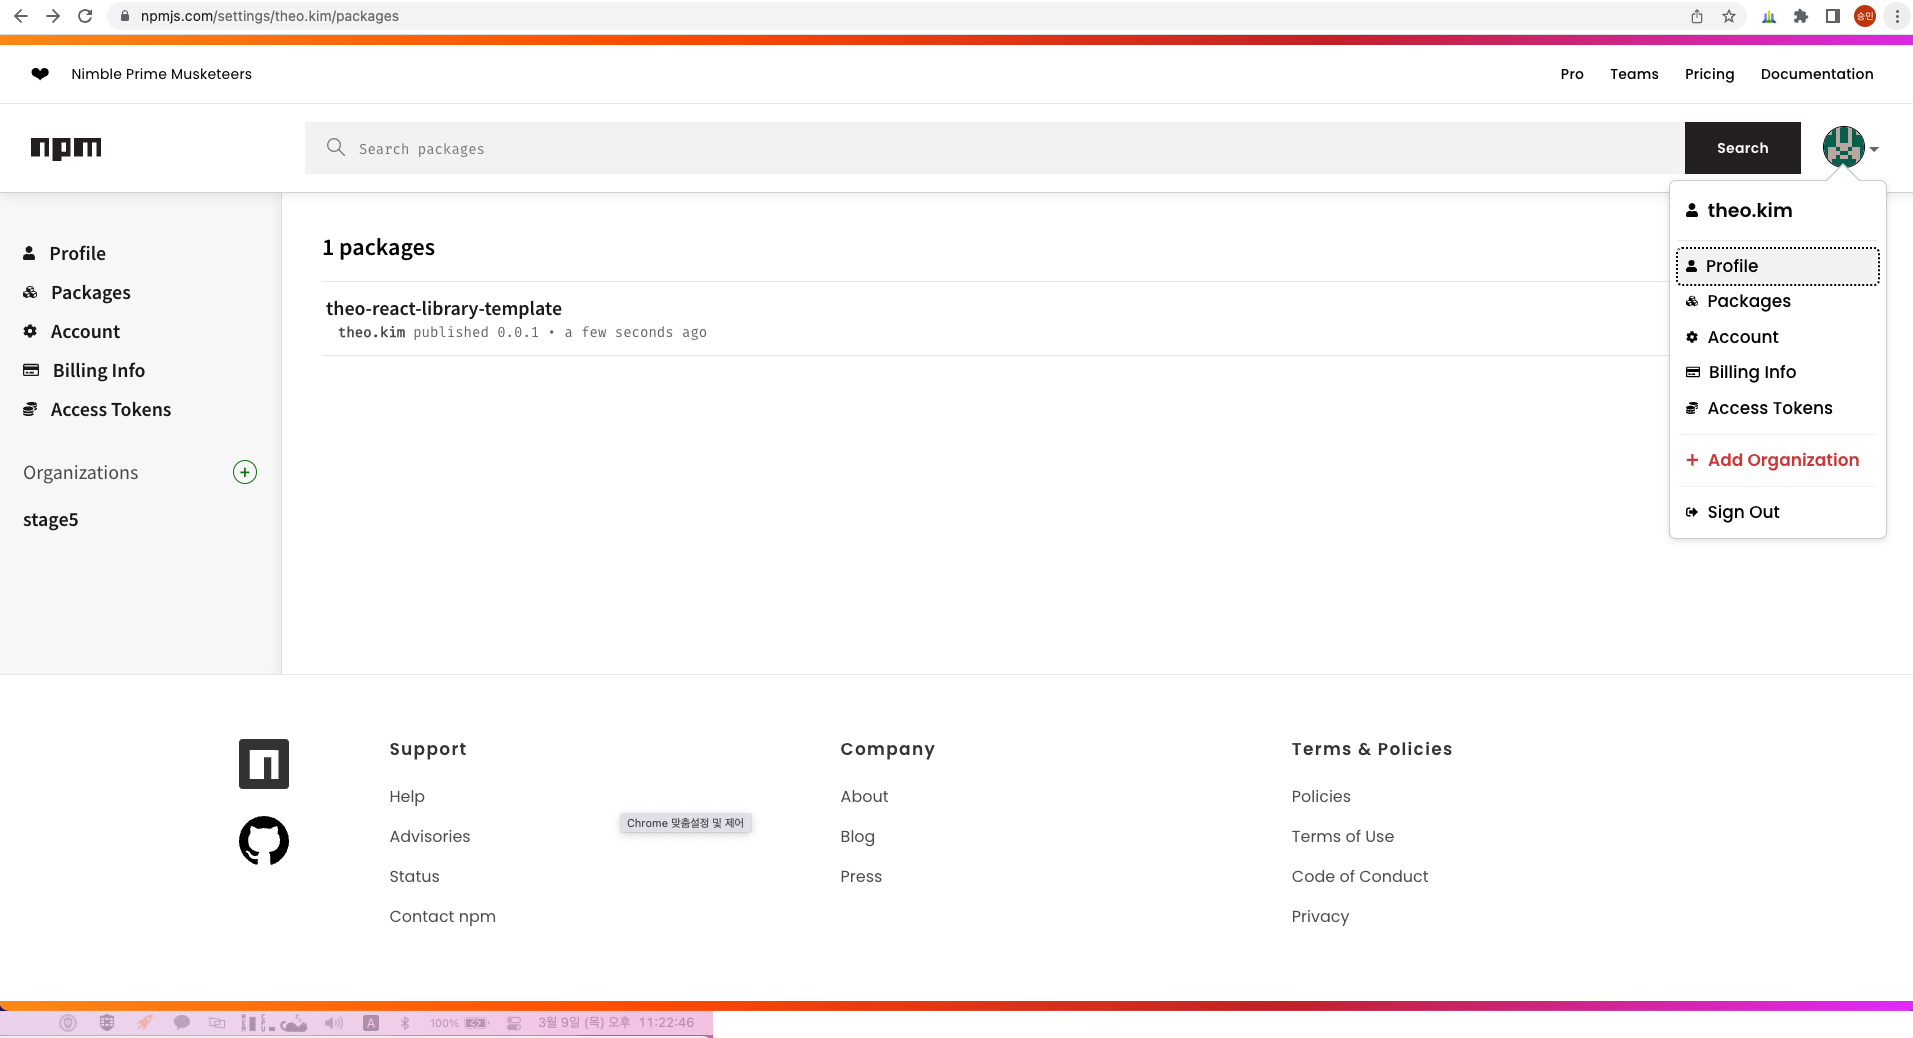 npmjs.com/settings/theo.kim/packages
승민
Nimble Prime Musketeers
Pro Teams Pricing Documentation
npm
Search packages
Search
theo.kim
Profile
Packages
Account
Billing Info
Access Tokens
+ Add Organization
Sign Out
Profile
Packages
Account
Billing Info
Access Tokens
Organizations
stage5
1 packages
theo-react-library-template
theo.kim published 0.0.1 • a few seconds ago
Support
Help
Advisories
Status
Contact npm
Company
About
Blog
Press
Terms & Policies
Policies
Terms of Use
Code of Conduct
Privacy
Chrome 맞춤설정 및 제어
A 100% 3월 9일 (목) 오후 11:22:46